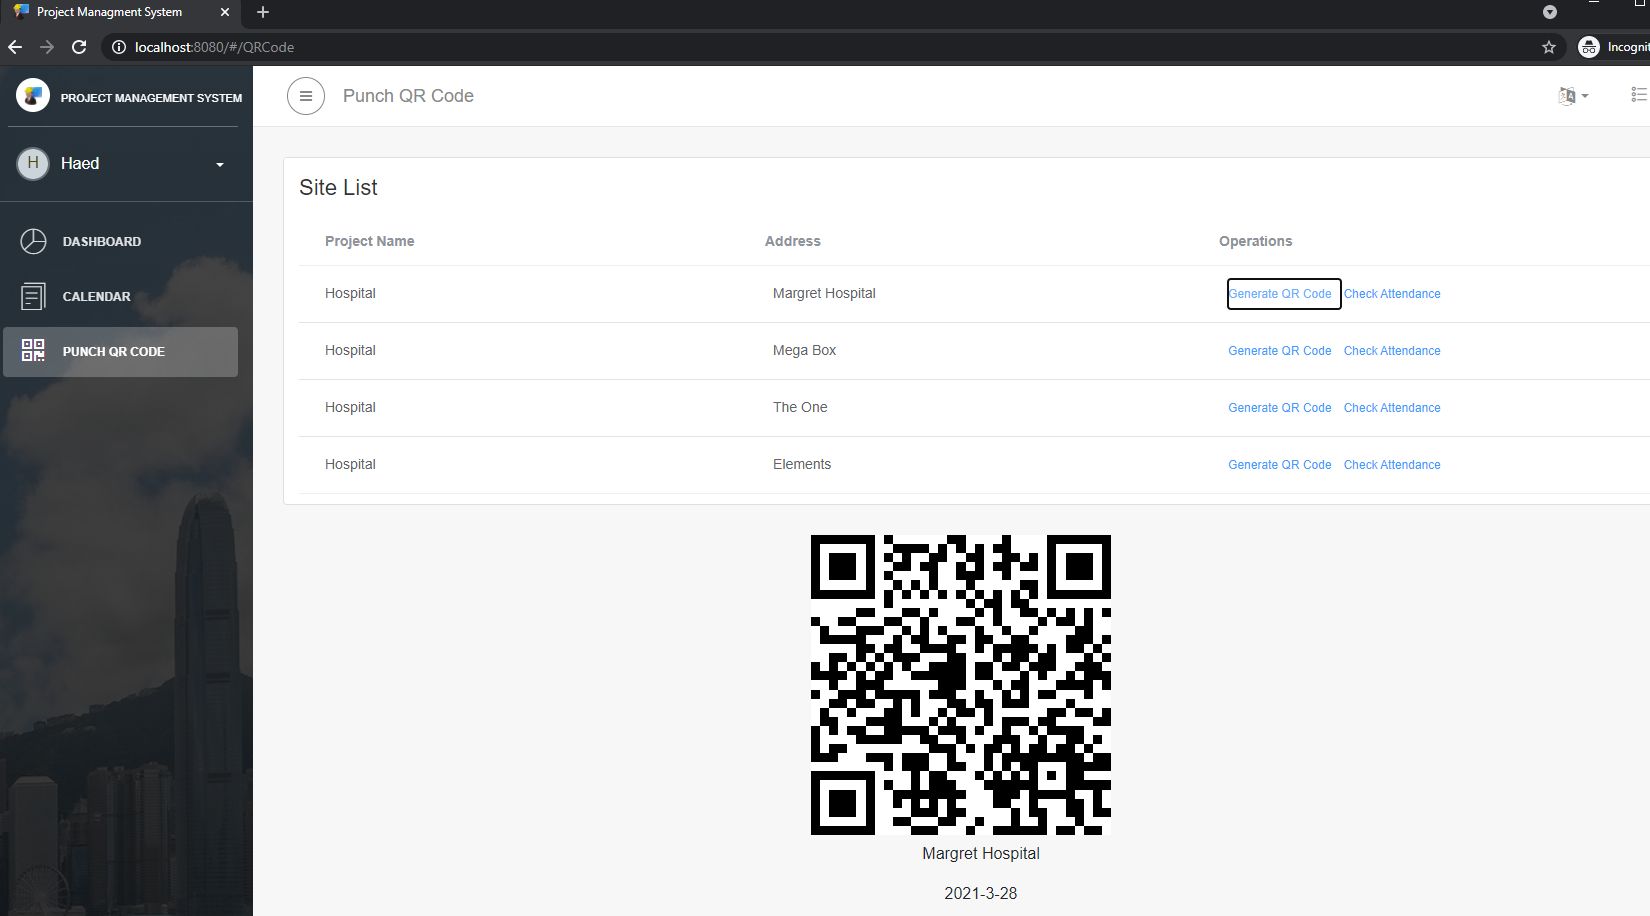 Project Managment System
localhost:8080/#/QRCode
PROJECT MANAGEMENT SYSTEM
Punch QR Code
H Haed
DASHBOARD
CALENDAR
PUNCH QR CODE
Site List
Project Name Address Operations
Hospital Margret Hospital Generate QR Code Check Attendance
Hospital Mega Box Generate QR Code Check Attendance
Hospital The One Generate QR Code Check Attendance
Hospital Elements Generate QR Code Check Attendance
Margret Hospital
2021-3-28